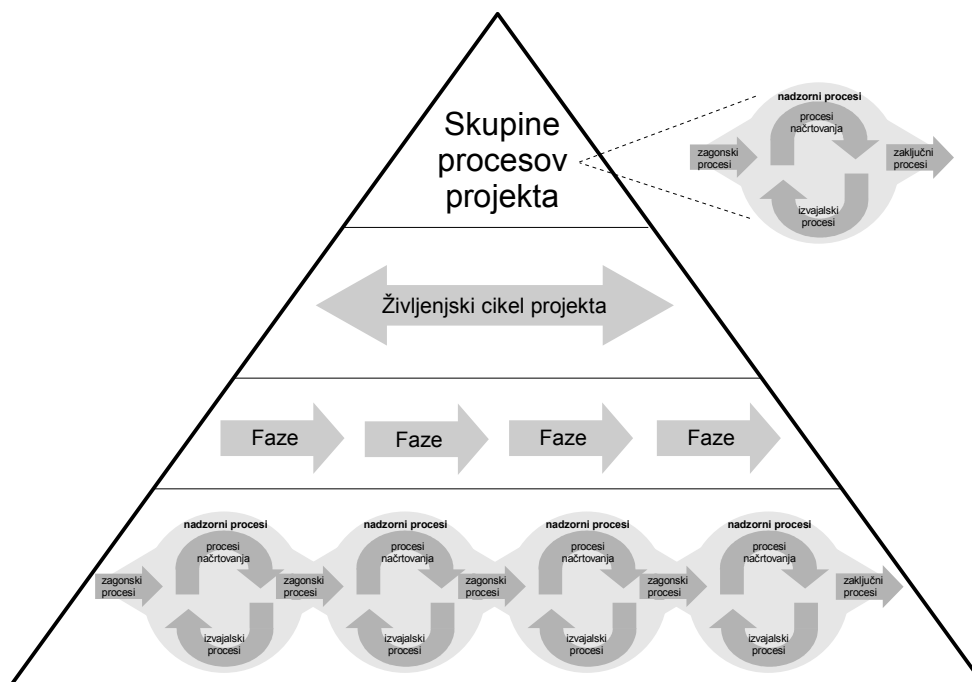 Skupine
procesov
projekta
nadzorni procesi
procesi
načrtovanja
zagonski
procesi
zaključni
procesi
izvajalski
procesi
Življenjski cikel projekta
Faze
Faze
Faze
Faze
nadzorni procesi
procesi
načrtovanja
zagonski
procesi
izvajalski
procesi
nadzorni procesi
procesi
načrtovanja
zagonski
procesi
izvajalski
procesi
nadzorni procesi
procesi
načrtovanja
zagonski
procesi
izvajalski
procesi
nadzorni procesi
procesi
načrtovanja
zagonski
procesi
izvajalski
procesi
zaključni
procesi